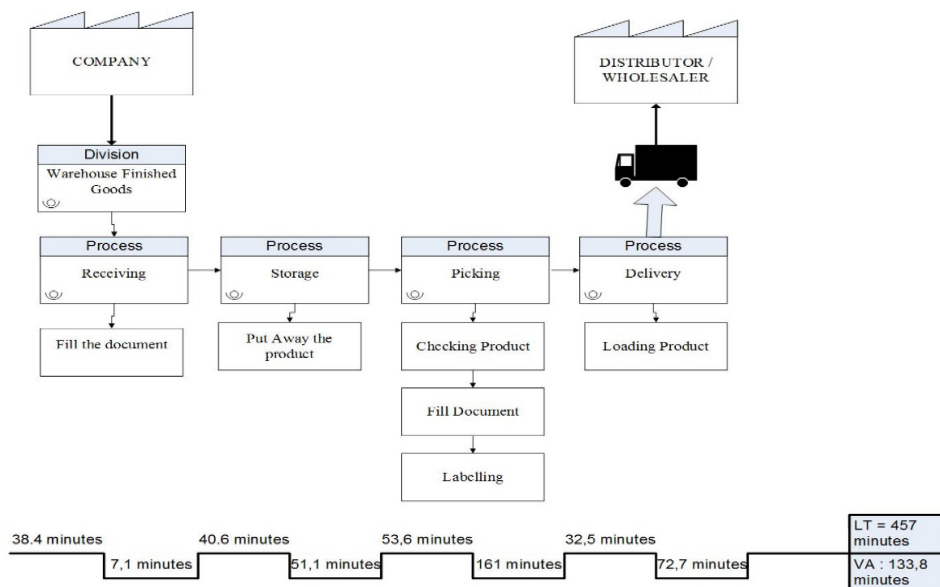 COMPANY
DISTRIBUTOR /
WHOLESALER
Division
Warehouse Finished
Goods
Process
Receiving
Process
Storage
Process
Picking
Process
Delivery
Fill the document
Put Away the
product
Checking Product
Loading Product
Fill Document
Labelling
38.4 minutes
7,1 minutes
40.6 minutes
51,1 minutes
53,6 minutes
161 minutes
32,5 minutes
72,7 minutes
LT = 457
minutes
VA : 133,8
minutes